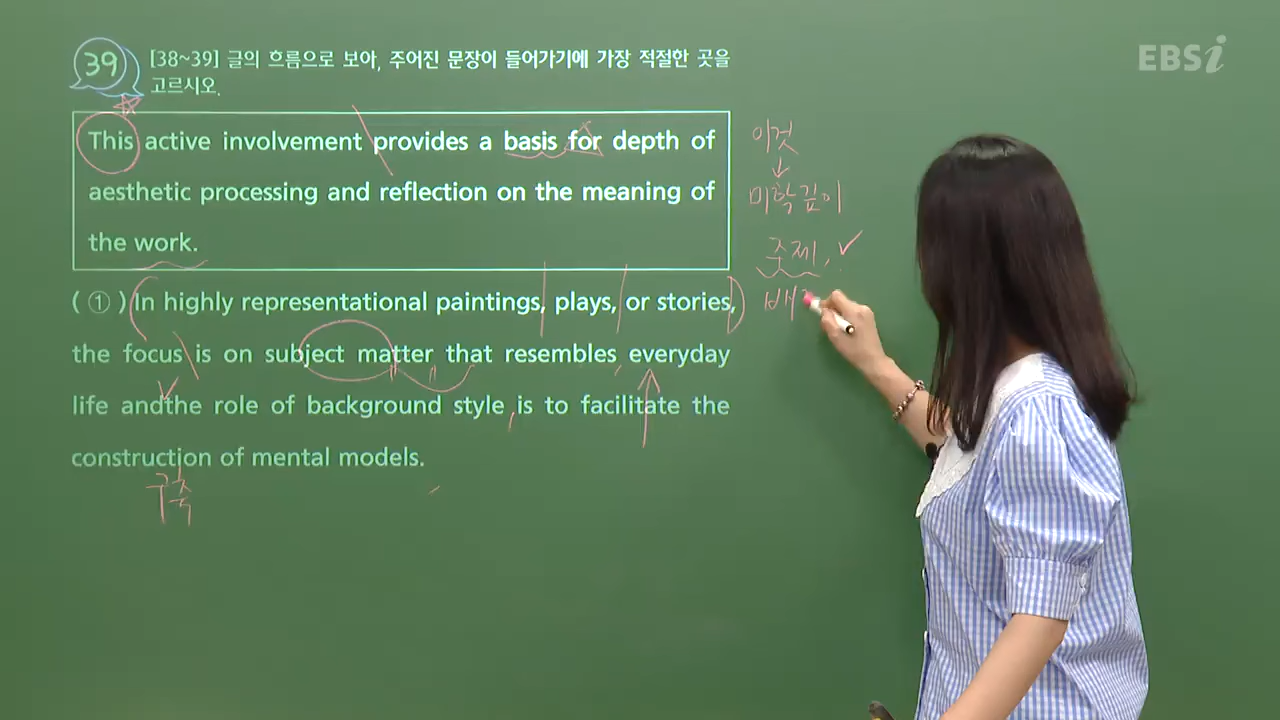 39
[38~39] 글의 흐름으로 보아, 주어진 문장이 들어가기에 가장 적절한 곳을
고르시오.
EBSi
This active involvement provides a basis for depth of
aesthetic processing and reflection on the meaning of
the work.
( ① ) In highly representational paintings, plays, or stories,
the focus is on subject matter that resembles everyday
life andthe role of background style is to facilitate the
construction of mental models.
구축
이것
↓
미학깊이
주제, ✓